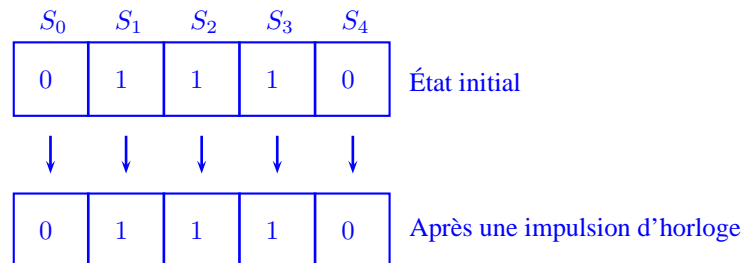 S₀ S₁ S₂ S₃ S₄
0 1 1 1 0 État initial
0 1 1 1 0 Après une impulsion d'horloge